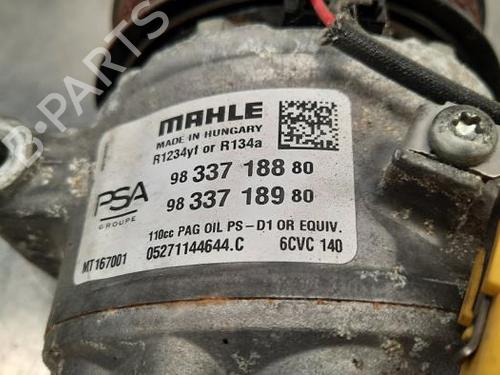 B-PARTS
MAHLE
MADE IN HUNGARY
R1234yf or R134a
98 337 188 80
98 337 189 80
PSA
GROUPE
110cc PAG OIL PS-D1 OR EQUIV.
MT167001 05271144644.C 6CVC 140